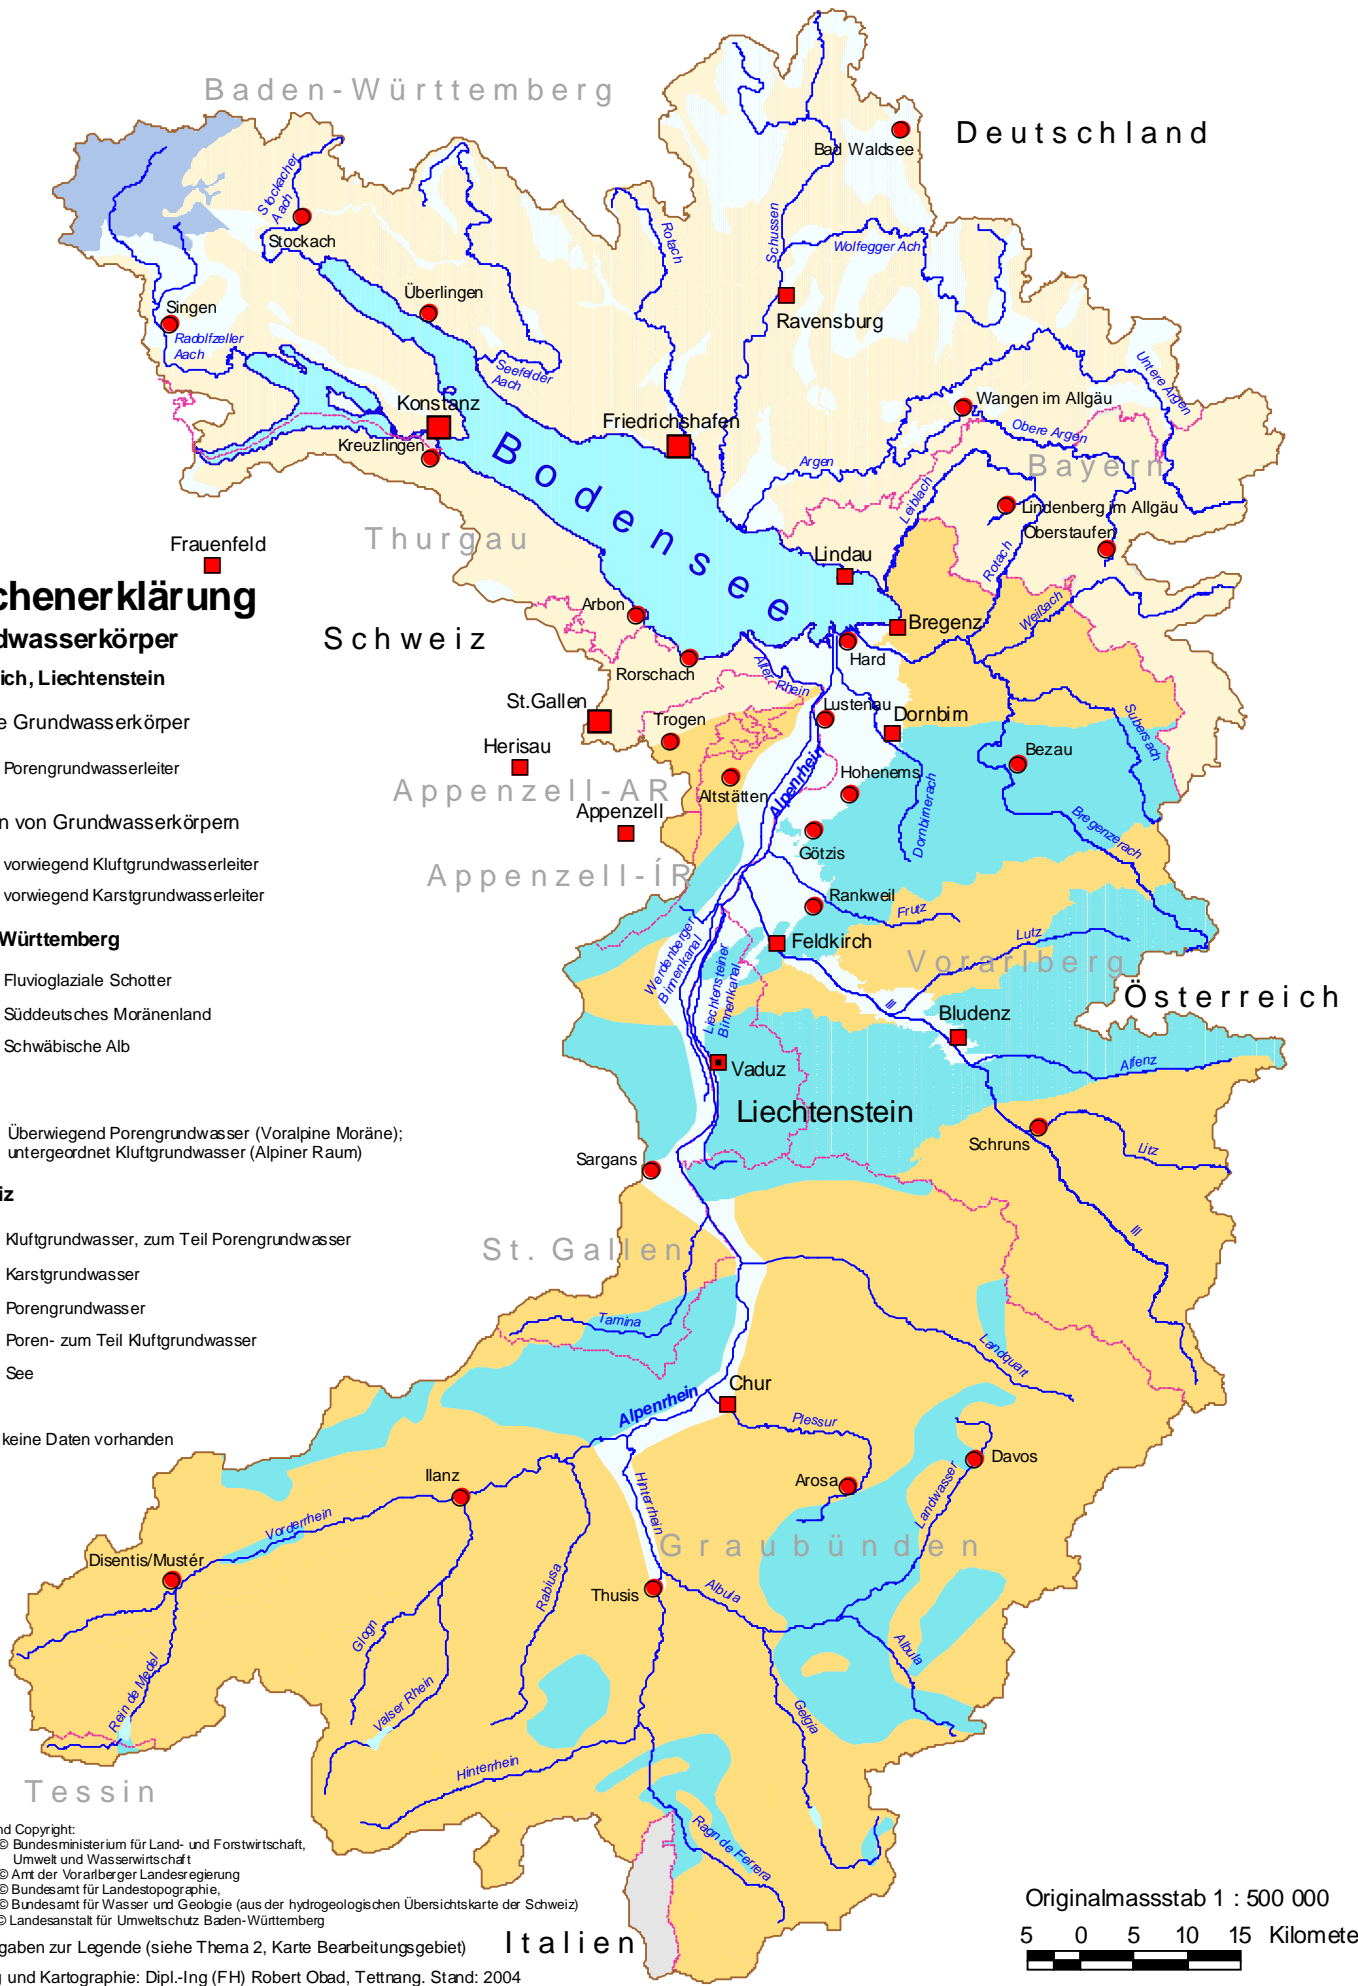 Baden-Württemberg
Deutschland
Bad Waldsee
Stockacher
Aach
Stockach
Rotach
Schussen
Wolfegger Ach
Überlingen
Singen
Ravensburg
Radolfzeller
Aach
Seefelder
Aach
Untere Argen
Konstanz
Wangen im Allgäu
Friedrichshafen
Obere Argen
Kreuzlingen
Argen
Bayern
Bodensee
Leiblach
Lindenberg im Allgäu
Thurgau
Oberstaufen
Frauenfeld
Lindau
Rotach
chenerklärung
Arbon
Weißach
Bregenz
dwasserkörper
Schweiz
Hard
ich, Liechtenstein
Rorschach
Alter Rhein
St.Gallen
Lustenau
e Grundwasserkörper
Trogen
Dornbirn
Subersach
Herisau
Bezau
Porengrundwasserleiter
Alpenrhein
Hohenems
Appenzell-AR
Altstätten
Appenzell
Dornbirnerach
n von Grundwasserkörpern
Bregenzerach
Götzis
vorwiegend Kluftgrundwasserleiter
Appenzell-ÍR
vorwiegend Karstgrundwasserleiter
Rankweil
Frutz
Württemberg
Werdenberger
Binnenkanal
Feldkirch
Lutz
Vorarlberg
Fluvioglaziale Schotter
Liechtensteiner
Binnenkanal
Ill
Österreich
Süddeutsches Moränenland
Bludenz
Schwäbische Alb
Vaduz
Alfenz
Liechtenstein
Überwiegend Porengrundwasser (Voralpine Moräne);
untergeordnet Kluftgrundwasser (Alpiner Raum)
Schruns
Litz
Sargans
iz
Ill
Kluftgrundwasser, zum Teil Porengrundwasser
St. Gallen
Karstgrundwasser
Porengrundwasser
Tamina
Poren- zum Teil Kluftgrundwasser
Landquart
See
Chur
Alpenrhein
Plessur
keine Daten vorhanden
Davos
Ilanz
Arosa
Hinterrhein
Landwasser
Vorderrhein
Graubünden
Disentis/Mustér
Rabiusa
Thusis
Albula
Glogn
Albula
Rein de Medel
Valser Rhein
Gelgia
Hinterrhein
Tessin
Ragn de Ferrera
nd Copyright:
© Bundesministerium für Land- und Forstwirtschaft,
Umwelt und Wasserwirtschaft
© Amt der Vorarlberger Landesregierung
© Bundesamt für Landestopographie,
© Bundesamt für Wasser und Geologie (aus der hydrogeologischen Übersichtskarte der Schweiz)
© Landesanstalt für Umweltschutz Baden-Württemberg
gaben zur Legende (siehe Thema 2, Karte Bearbeitungsgebiet)
Italien
g und Kartographie: Dipl.-Ing (FH) Robert Obad, Tettnang. Stand: 2004
Originalmassstab 1 : 500 000
5 0 5 10 15 Kilomete